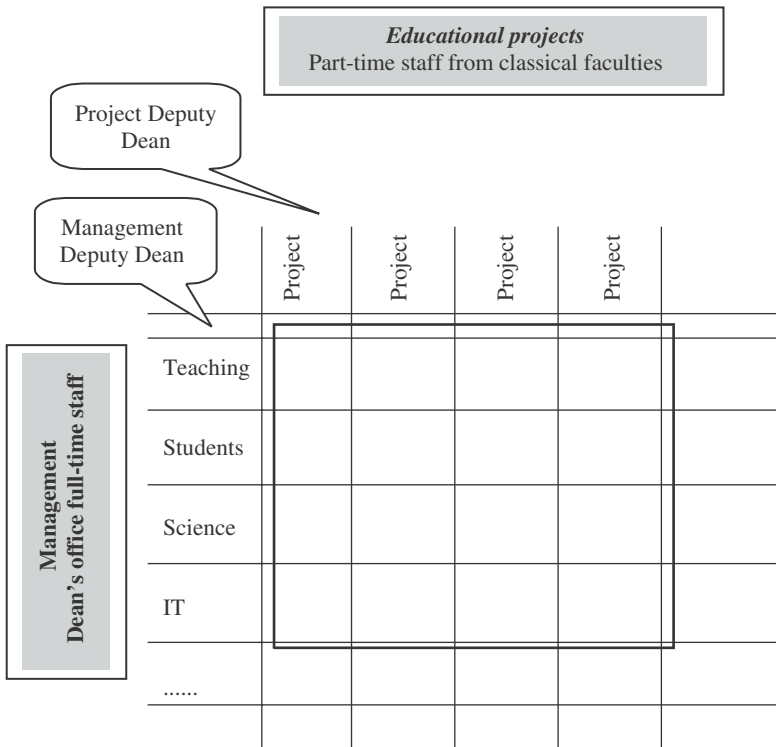 Educational projects
Part-time staff from classical faculties
Project Deputy
Dean
Management
Deputy Dean
Project
Project
Project
Project
Management
Dean's office full-time staff
Teaching
Students
Science
IT
......